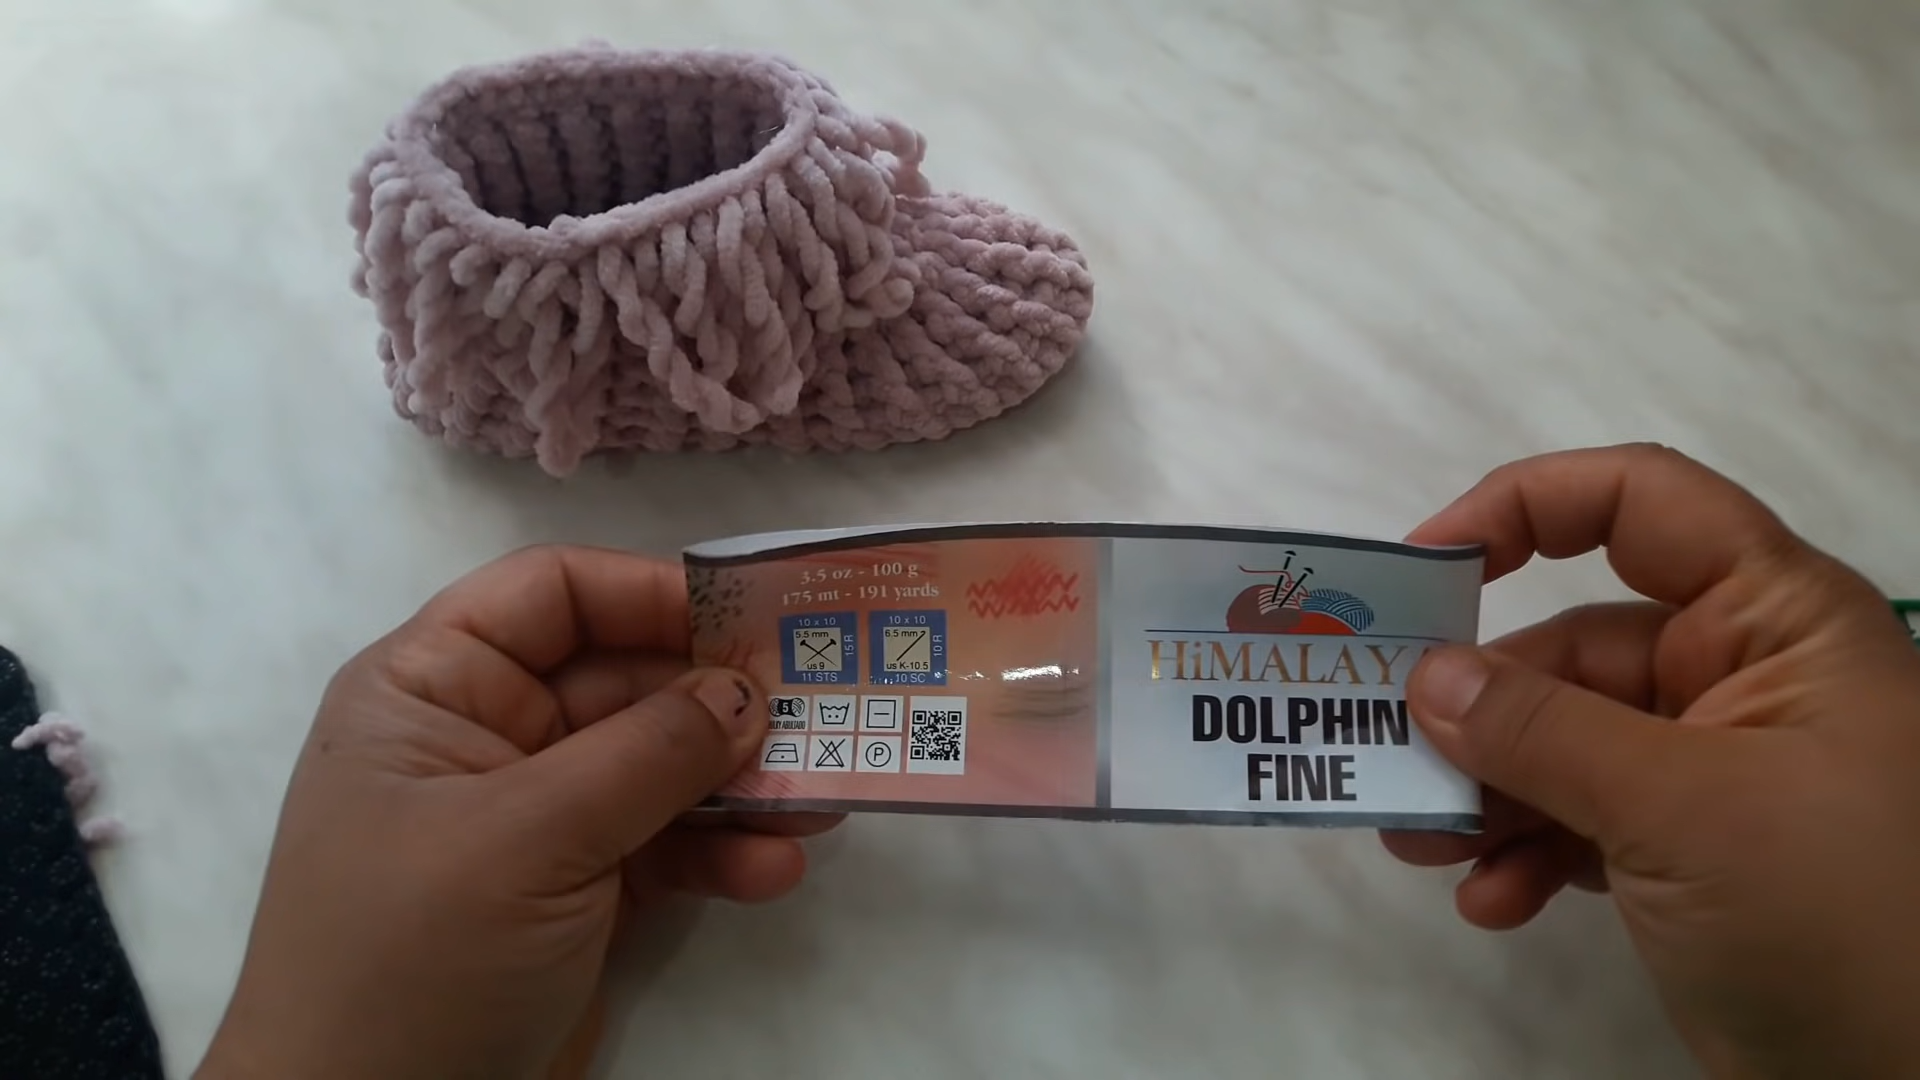 3.5 oz - 100 g
175 mt - 191 yards
10 x 10
5.5 mm
15 R
us 9
11 STS
10 x 10
6.5 mm
10 R
us K-10.5
10 SC
5
P
HiMALAYA
DOLPHIN
FINE